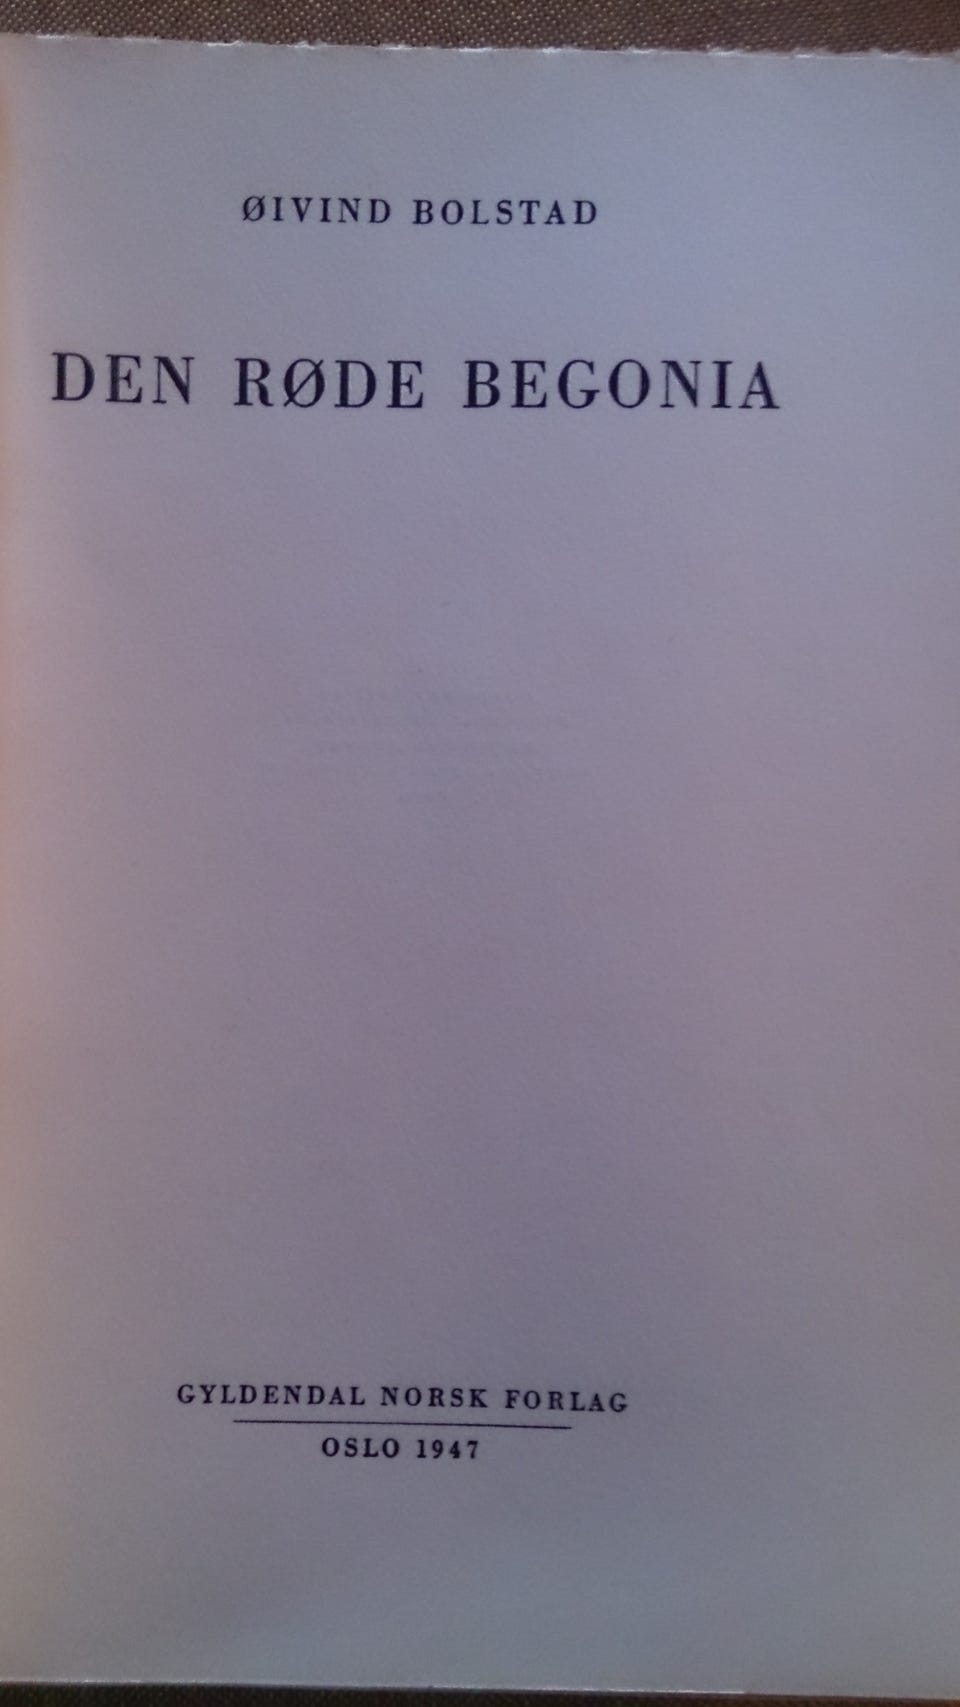 ØIVIND BOLSTAD
DEN RØDE BEGONIA
GYLDENDAL NORSK FORLAG
OSLO 1947